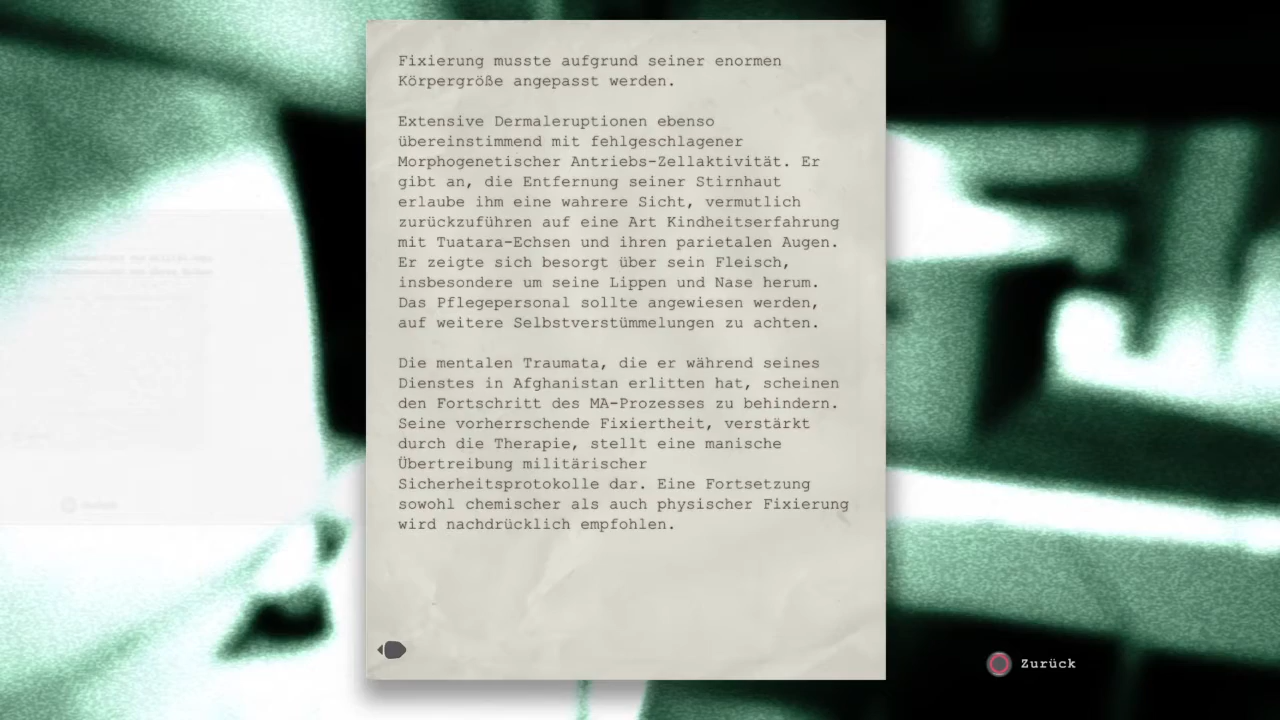 Fixierung musste aufgrund seiner enormen
Körpergröße angepasst werden.
Extensive Dermaleruptionen ebenso
übereinstimmend mit fehlgeschlagener
Morphogenetischer Antriebs-Zellaktivität. Er
gibt an, die Entfernung seiner Stirnhaut
erlaube ihm eine wahrere Sicht, vermutlich
zurückzuführen auf eine Art Kindheitserfahrung
mit Tuatara-Echsen und ihren parietalen Augen.
Er zeigte sich besorgt über sein Fleisch,
insbesondere um seine Lippen und Nase herum.
Das Pflegepersonal sollte angewiesen werden,
auf weitere Selbstverstümmelungen zu achten.
Die mentalen Traumata, die er während seines
Dienstes in Afghanistan erlitten hat, scheinen
den Fortschritt des MA-Prozesses zu behindern.
Seine vorherrschende Fixiertheit, verstärkt
durch die Therapie, stellt eine manische
Übertreibung militärischer
Sicherheitsprotokolle dar. Eine Fortsetzung
sowohl chemischer als auch physischer Fixierung
wird nachdrücklich empfohlen.
Zurück